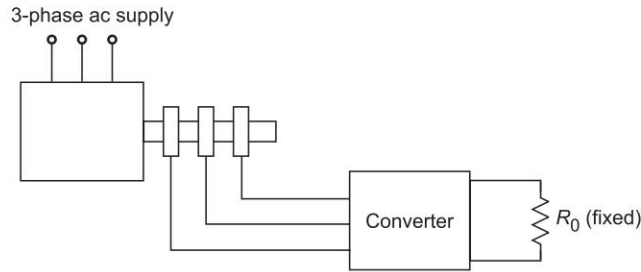 3-phase ac supply
Converter
R0 (fixed)